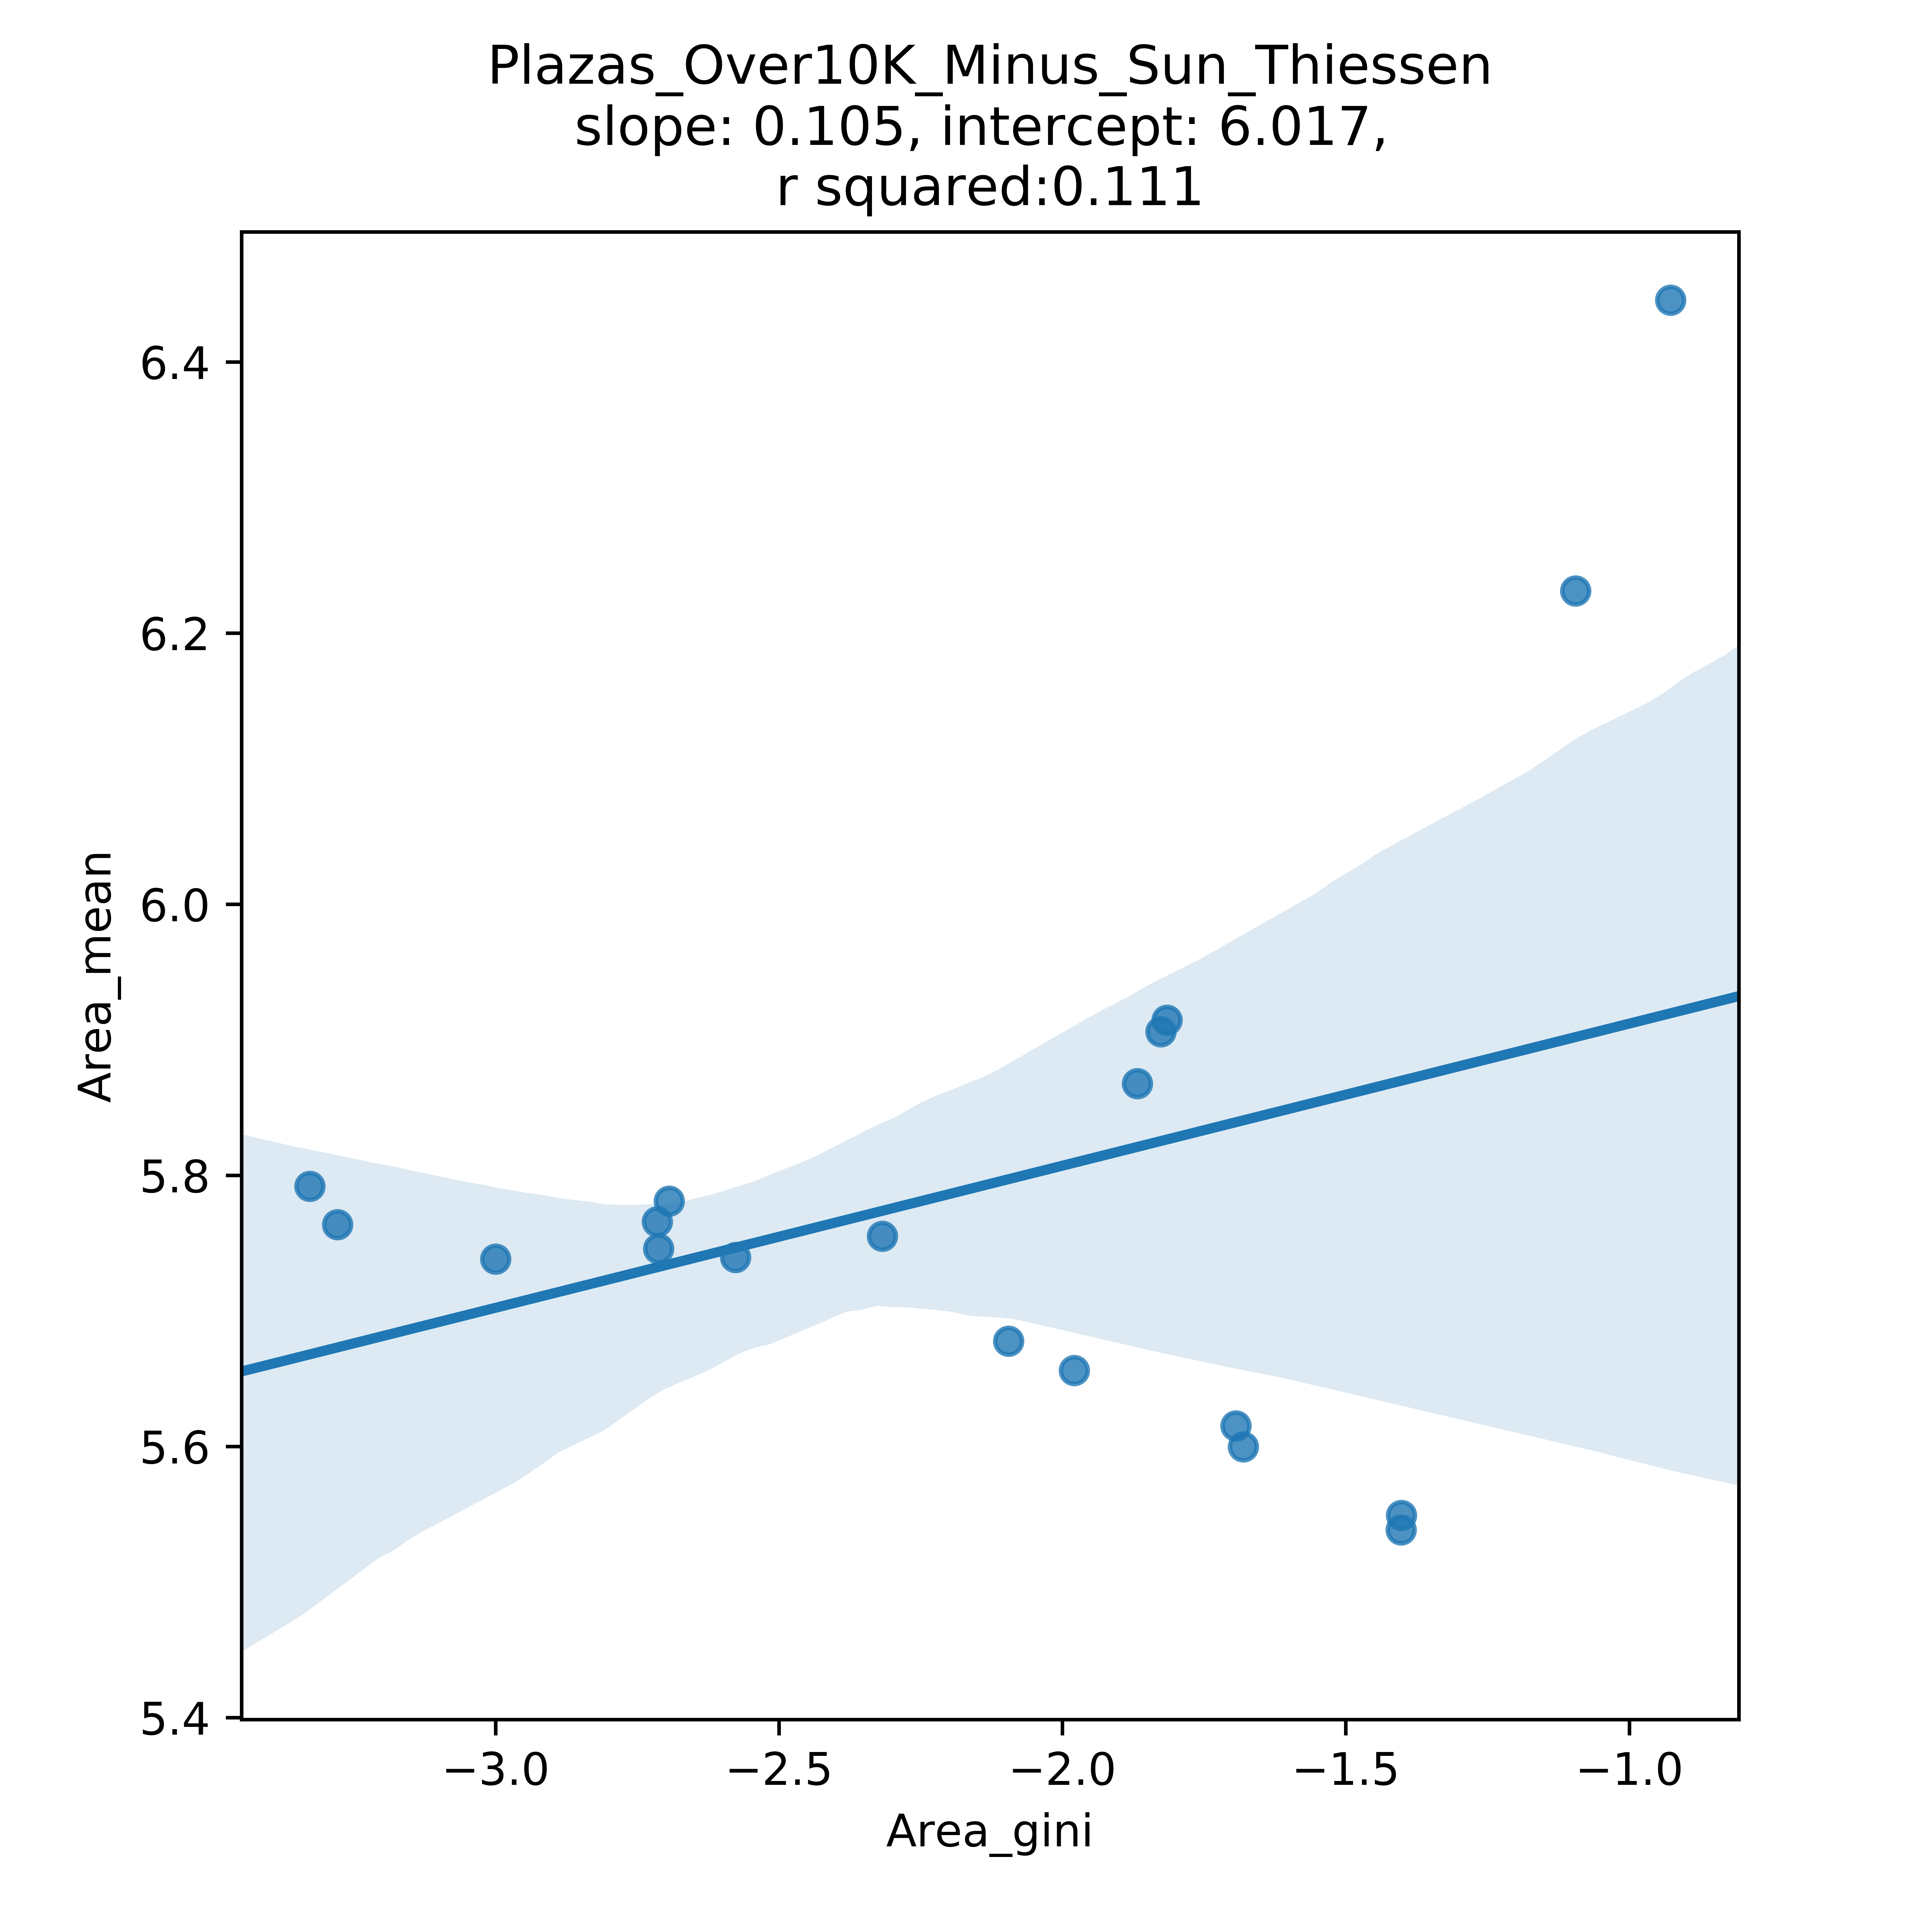 Plazas_Over10K_Minus_Sun_Thiessen
slope: 0.105, intercept: 6.017,
r squared:0.111
6.4
6.2
6.0
5.8
5.6
5.4
Area_mean
−3.0
−2.5
−2.0
−1.5
−1.0
Area_gini